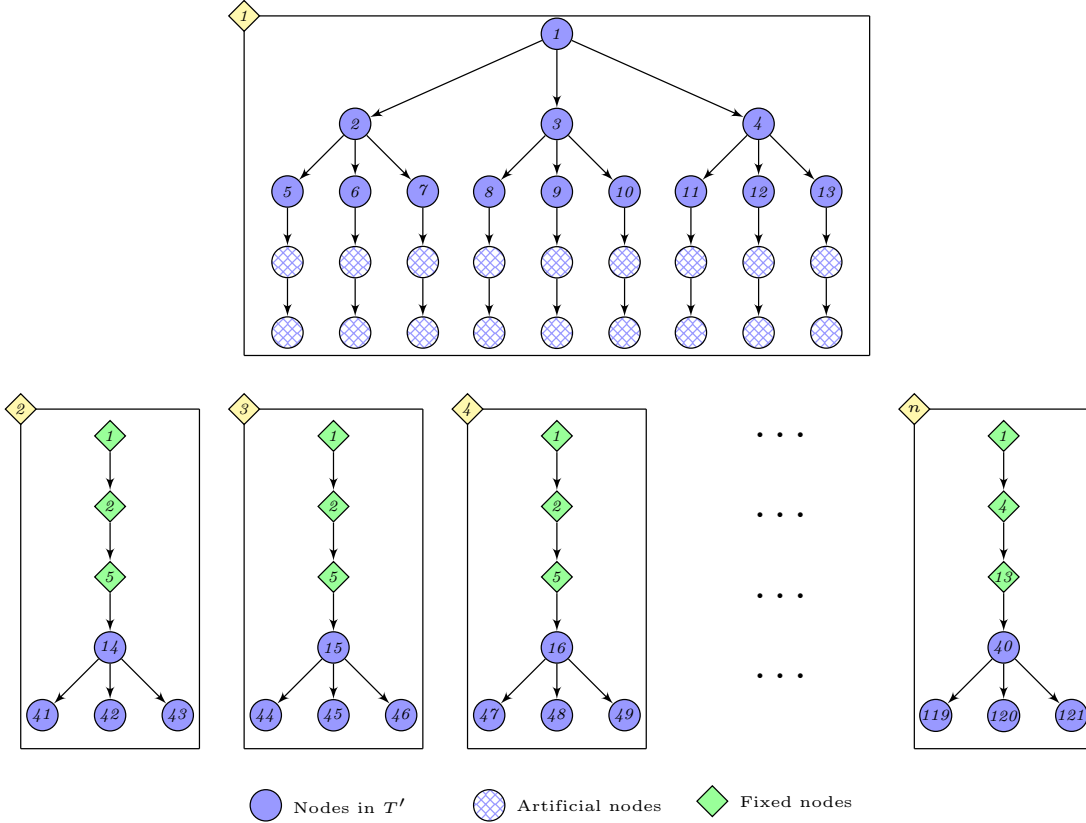 1
1
2 3 4
5 6 7 8 9 10 11 12 13
2 3 4 n
1 1 1 . . . 1
2 2 2 . . . 4
5 5 5 . . . 13
14 15 16 40
. . .
41 42 43 44 45 46 47 48 49 119 120 121
Nodes in T′ Artificial nodes Fixed nodes